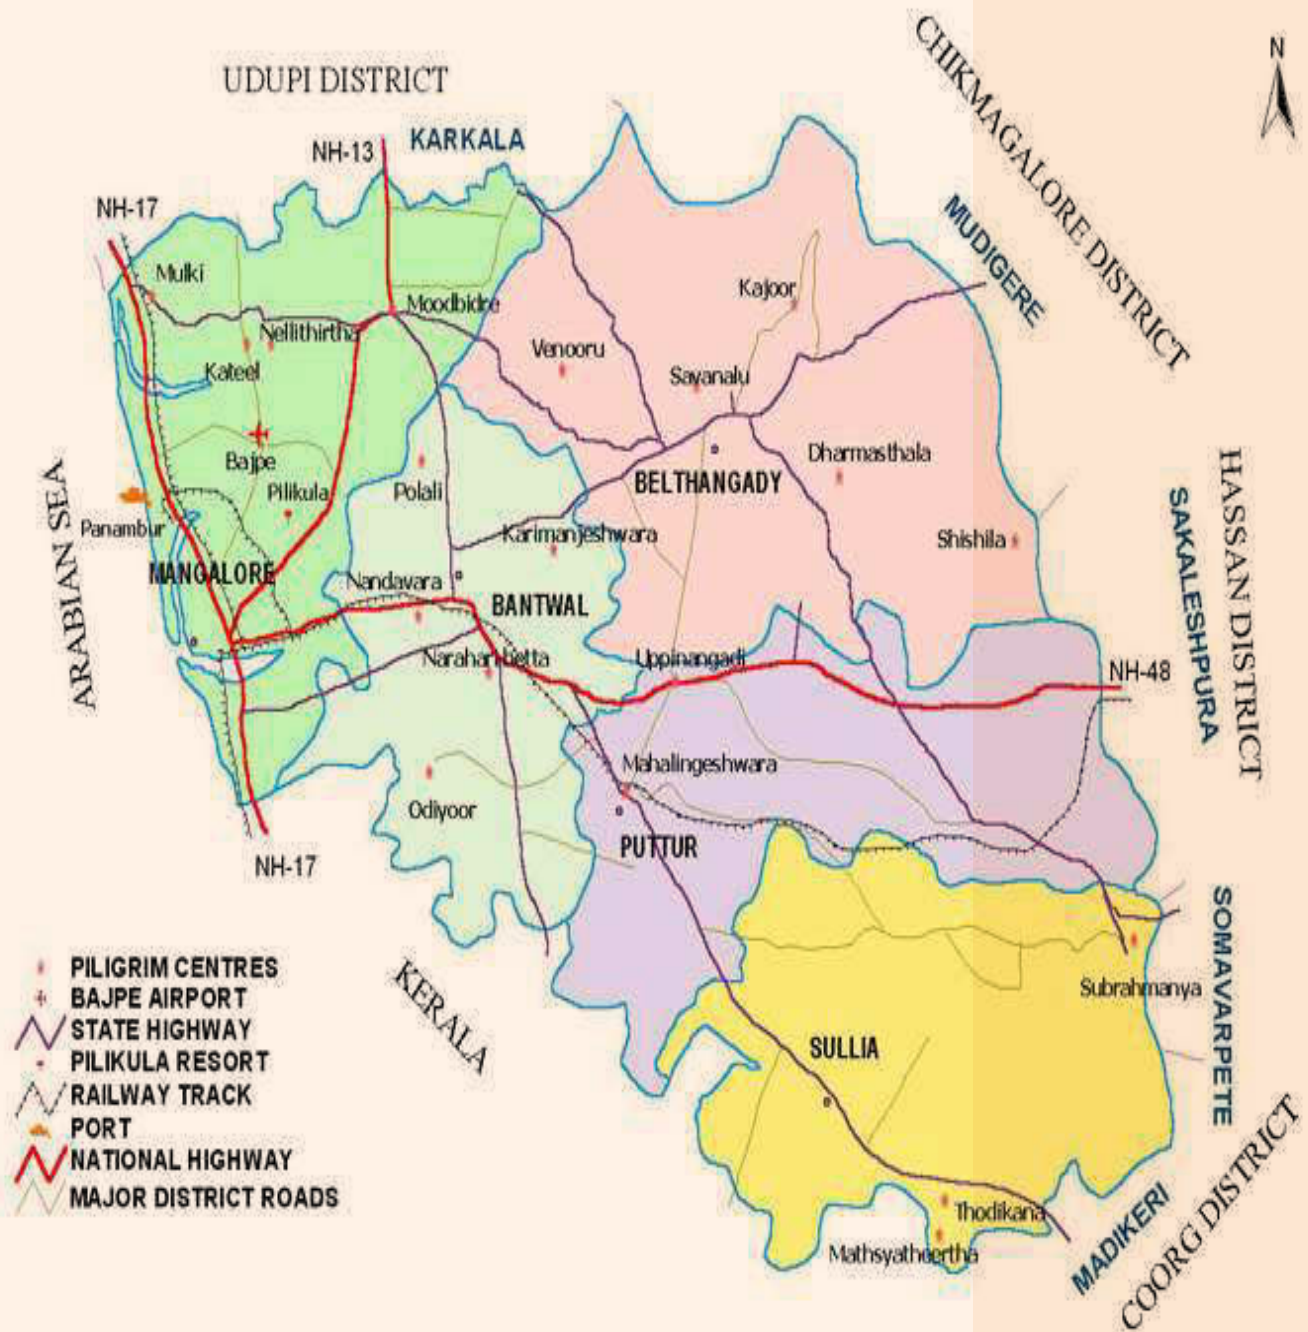 N
CHIKMAGALORE DISTRICT
UDUPI DISTRICT
NH-13
KARKALA
NH-17
MUDIGERE
Mulki
Kajoor
Moodbidre
Nellithirtha
Venooru
Kateel
Savanalu
Bajpe
Dharmasthala
HASSAN DISTRICT
ARABIAN SEA
Pilikula
Polali
BELTHANGADY
SAKALESHPURA
Panambur
Karimanjeshwara
Shishila
MANGALORE
Nandavara
BANTWAL
Narahari betta
Uppinangadi
NH-48
Mahalingeshwara
Odiyoor
PUTTUR
NH-17
SOMAVARPETE
KERALA
Subrahmanya
SULLIA
PILIGRIM CENTRES
BAJPE AIRPORT
STATE HIGHWAY
PILIKULA RESORT
RAILWAY TRACK
PORT
NATIONAL HIGHWAY
MAJOR DISTRICT ROADS
Thodikana
Mathsyatheertha
MADIKERI
COORG DISTRICT